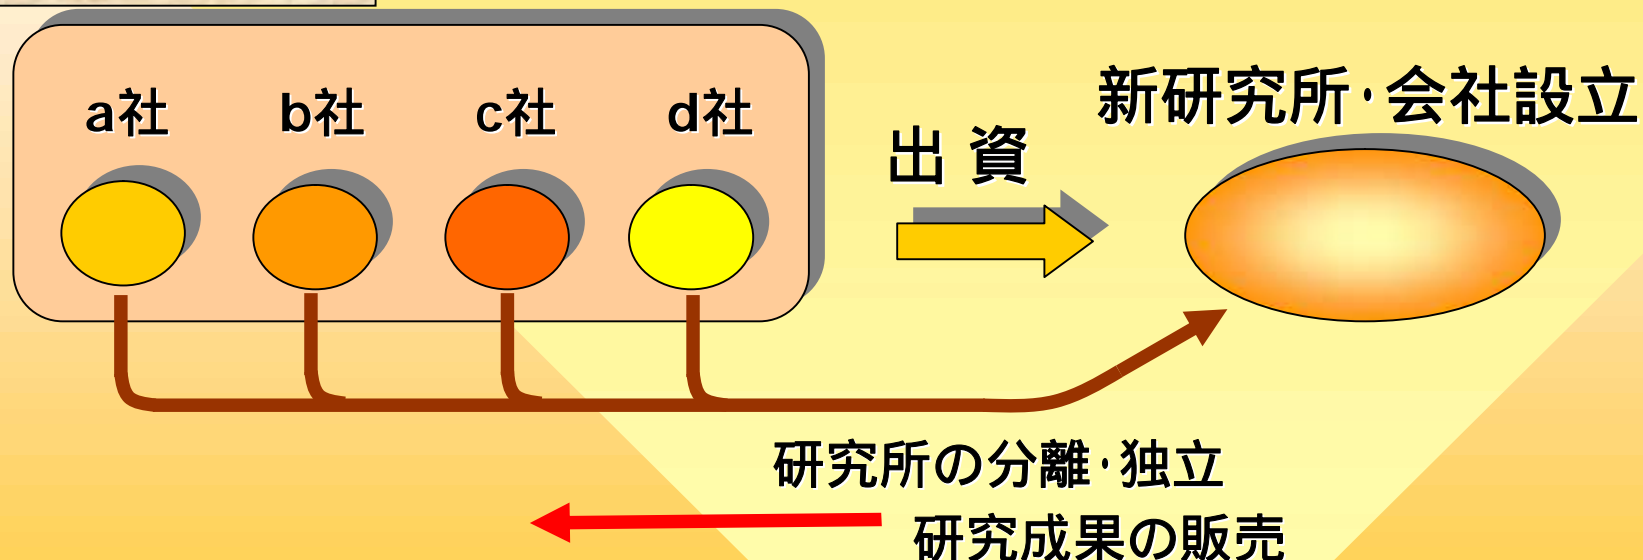 a社 b社 c社 d社
新研究所・会社設立
出 資
研究所の分離・独立
研究成果の販売